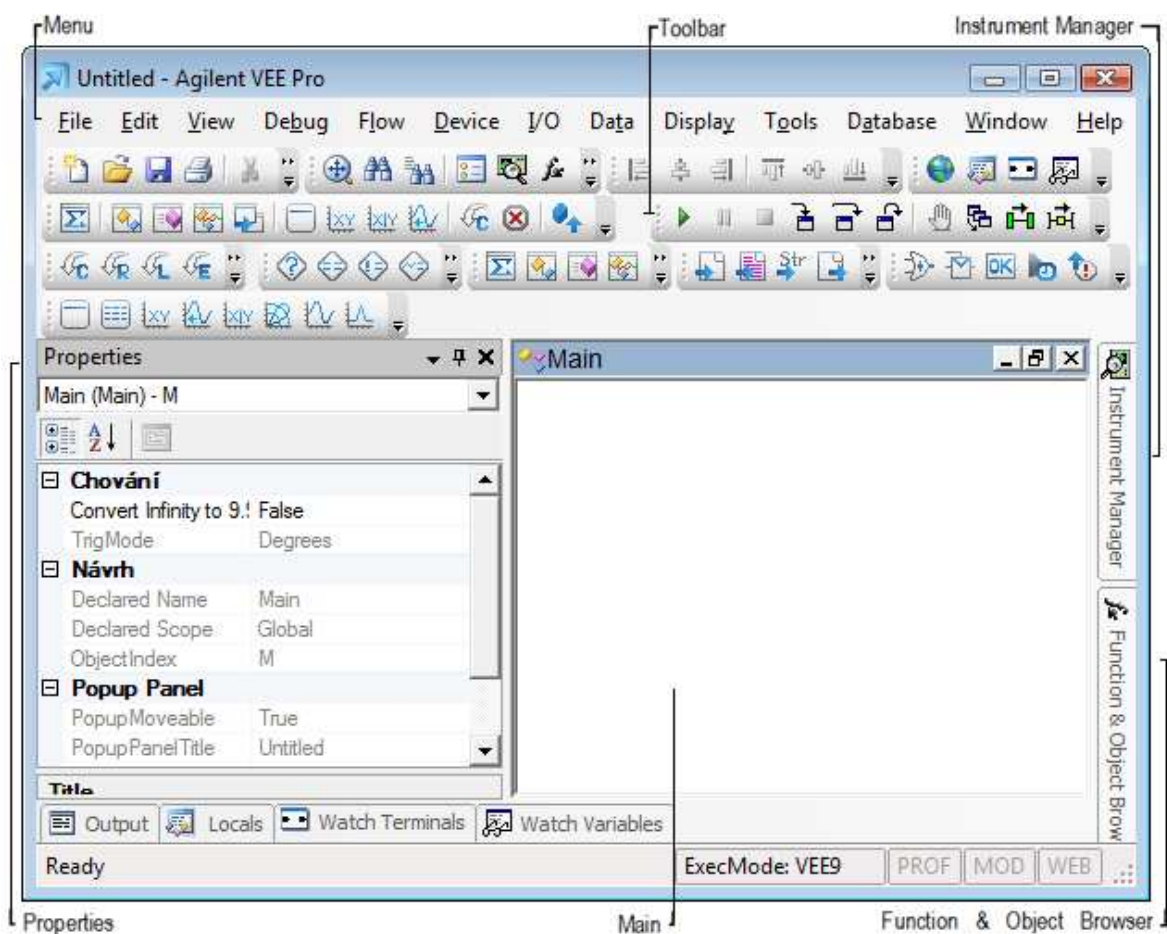 Menu
Toolbar
Instrument Manager
Untitled - Agilent VEE Pro
File Edit View Debug Flow Device I/O Data Display Tools Database Window Help
Str
OK
Properties
Main (Main) - M
Main
Chování
Convert Infinity to 9.9 False
TrigMode Degrees
Návrh
Declared Name Main
Declared Scope Global
ObjectIndex M
Popup Panel
PopupMoveable True
PopupPanelTitle Untitled
Title
Instrument Manager
Function & Object Brow
Output Locals Watch Terminals Watch Variables
Ready ExecMode: VEE9 PROF MOD WEB
Properties
Main
Function & Object Browser